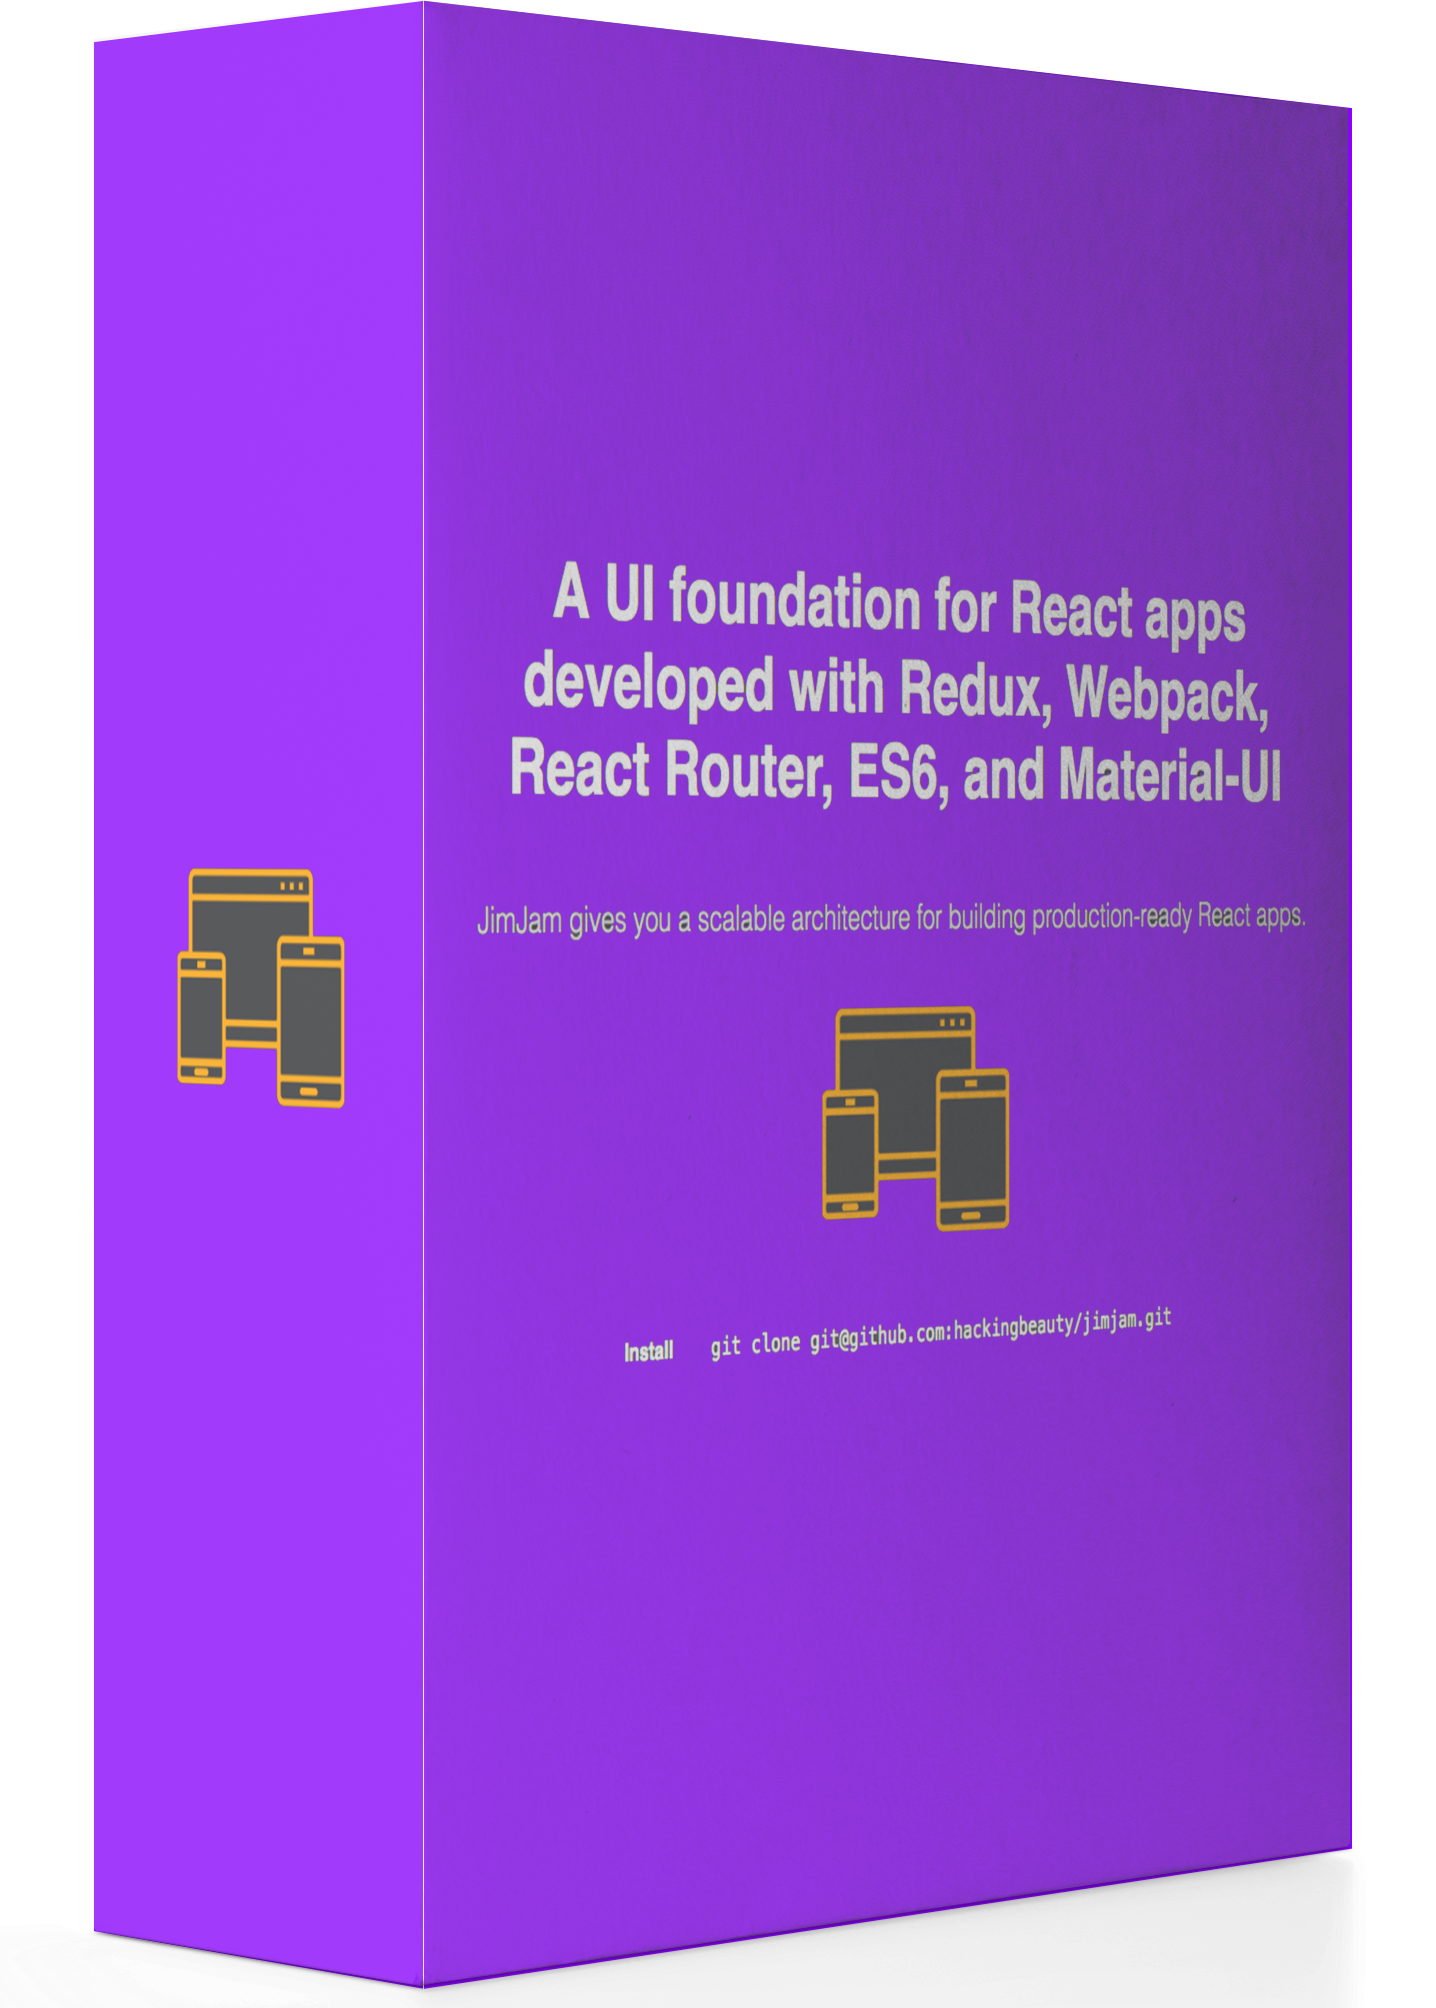 A UI foundation for React apps
developed with Redux, Webpack,
React Router, ES6, and Material-UI
JimJam gives you a scalable architecture for building production-ready React apps.
Install git clone git@github.com:hackingbeauty/jimjam.git